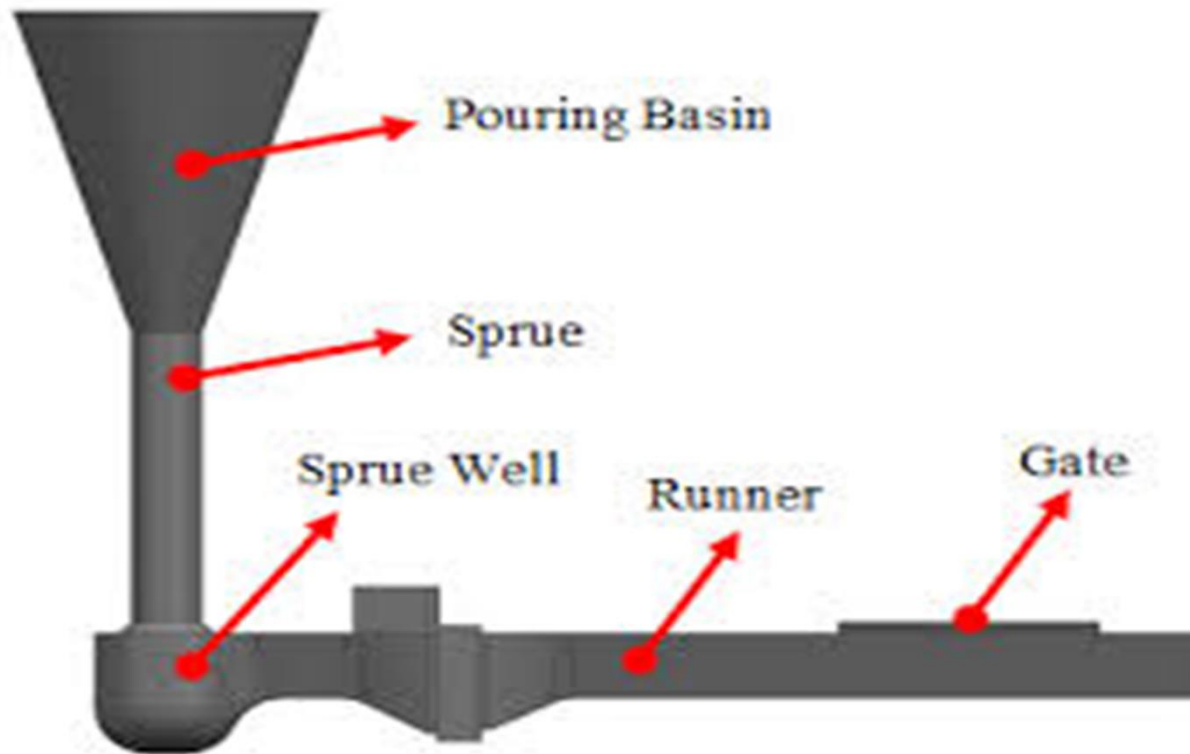 Pouring Basin
Sprue
Sprue Well
Runner
Gate